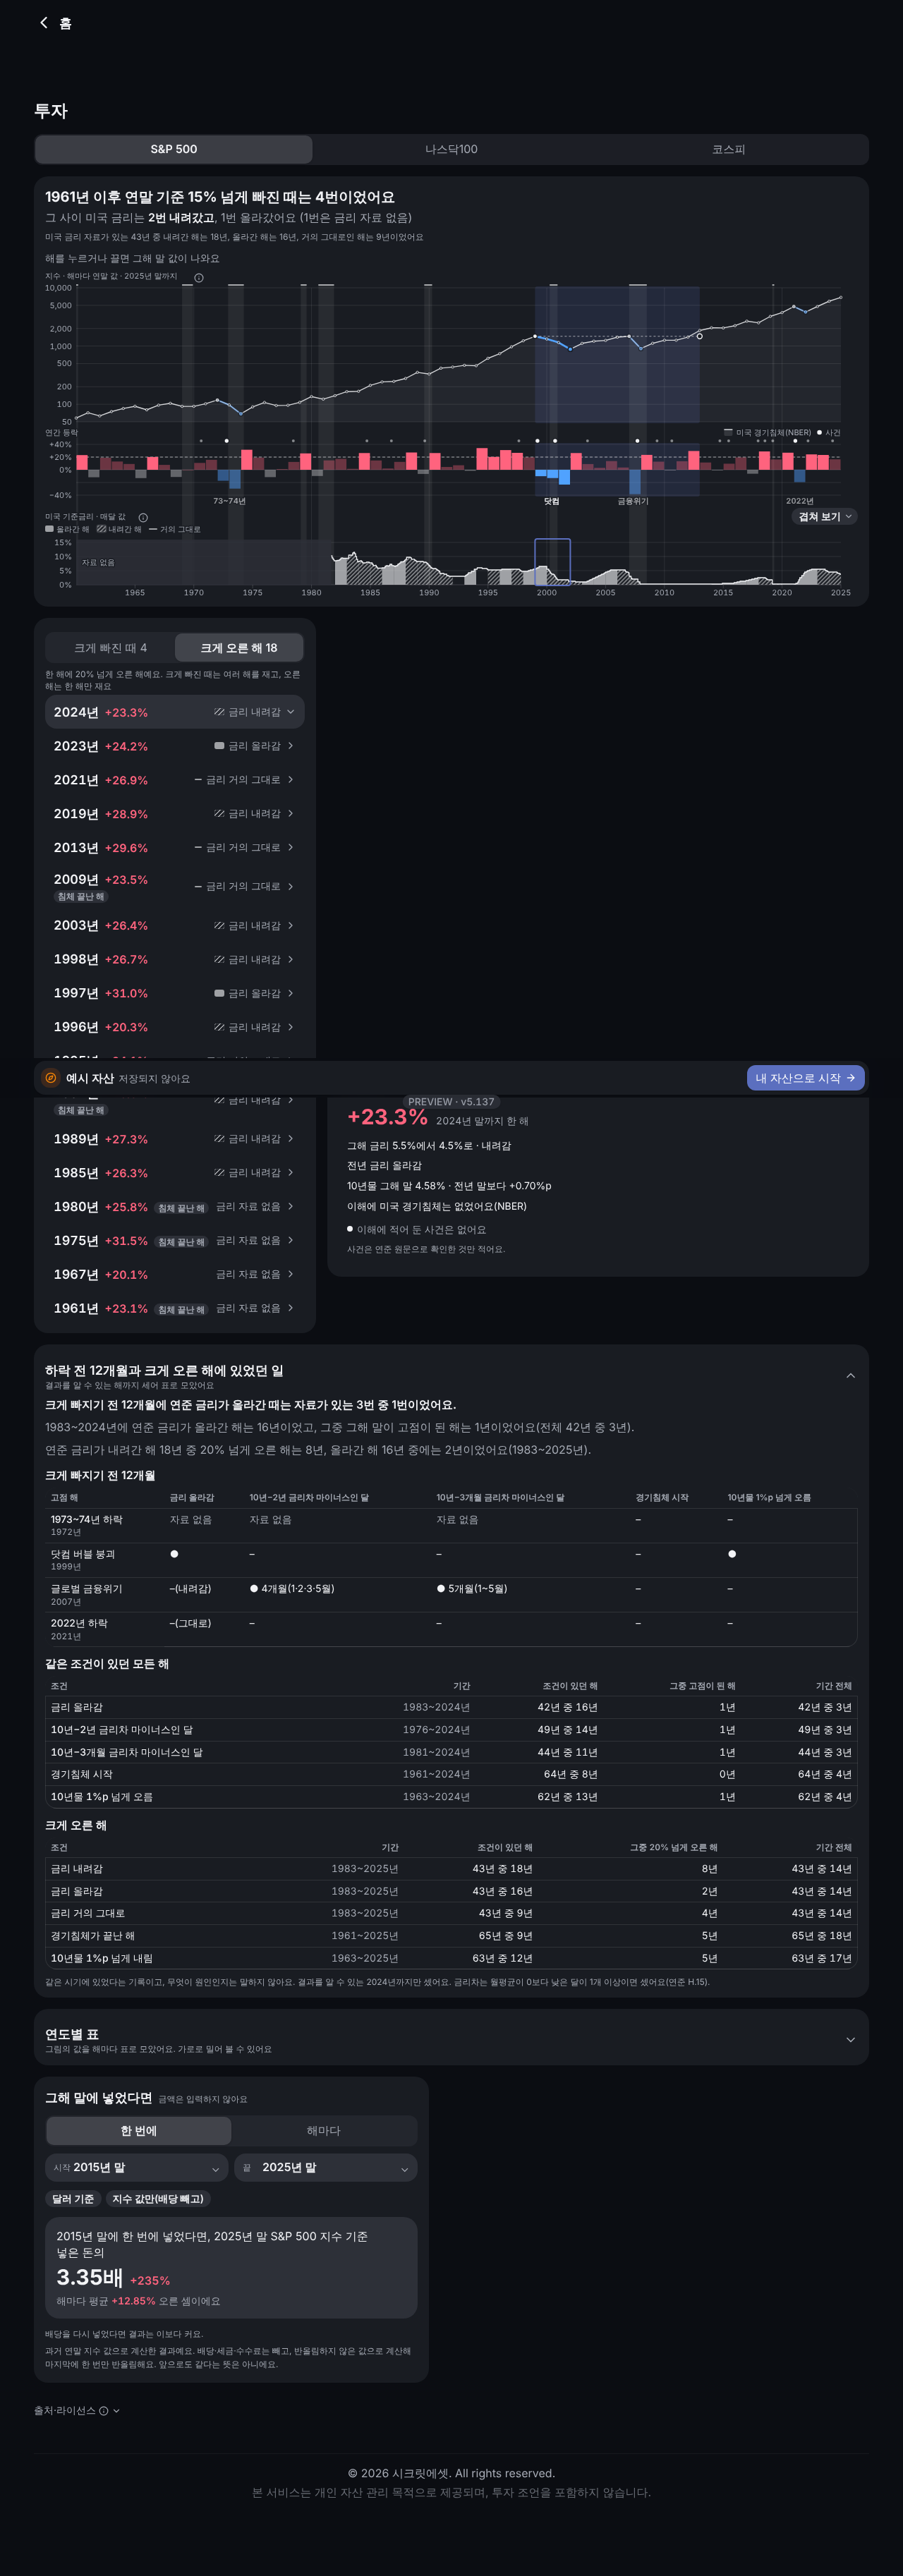 홈
투자
S&P 500
나스닥100
코스피
1961년 이후 연말 기준 15% 넘게 빠진 때는 4번이었어요
그 사이 미국 금리는 2번 내려갔고, 1번 올라갔어요 (1번은 금리 자료 없음)
미국 금리 자료가 있는 43년 중 내려간 해는 18년, 올라간 해는 16년, 거의 그대로인 해는 9년이었어요
해를 누르거나 끌면 그해 말 값이 나와요
지수 · 해마다 연말 값 · 2025년 말까지
10,000
5,000
2,000
1,000
500
200
100
50
연간 등락
미국 경기침체(NBER)
사건
+40%
+20%
0%
−40%
73~74년
닷컴
금융위기
2022년
미국 기준금리 · 매달 값
겹쳐 보기
올라간 해
내려간 해
거의 그대로
15%
10%
5%
0%
자료 없음
1965 1970 1975 1980 1985 1990 1995 2000 2005 2010 2015 2020 2025
크게 빠진 때 4
크게 오른 해 18
한 해에 20% 넘게 오른 해예요. 크게 빠진 때는 여러 해를 재고, 오른
해는 한 해만 재요
2024년 +23.3% 금리 내려감
2023년 +24.2% 금리 올라감
2021년 +26.9% 금리 거의 그대로
2019년 +28.9% 금리 내려감
2013년 +29.6% 금리 거의 그대로
2009년 +23.5% 금리 거의 그대로
침체 끝난 해
2003년 +26.4% 금리 내려감
1998년 +26.7% 금리 내려감
1997년 +31.0% 금리 올라감
1996년 +20.3% 금리 내려감
예시 자산 저장되지 않아요
내 자산으로 시작
금리 내려감
침체 끝난 해
PREVIEW · v5.137
+23.3% 2024년 말까지 한 해
그해 금리 5.5%에서 4.5%로 · 내려감
전년 금리 올라감
10년물 그해 말 4.58% · 전년 말보다 +0.70%p
이해에 미국 경기침체는 없었어요(NBER)
이해에 적어 둔 사건은 없어요
사건은 연준 원문으로 확인한 것만 적어요.
1989년 +27.3% 금리 내려감
1985년 +26.3% 금리 내려감
1980년 +25.8% 침체 끝난 해 금리 자료 없음
1975년 +31.5% 침체 끝난 해 금리 자료 없음
1967년 +20.1% 금리 자료 없음
1961년 +23.1% 침체 끝난 해 금리 자료 없음
하락 전 12개월과 크게 오른 해에 있었던 일
결과를 알 수 있는 해까지 세어 표로 모았어요
크게 빠지기 전 12개월에 연준 금리가 올라간 때는 자료가 있는 3번 중 1번이었어요.
1983~2024년에 연준 금리가 올라간 해는 16년이었고, 그중 그해 말이 고점이 된 해는 1년이었어요(전체 42년 중 3년).
연준 금리가 내려간 해 18년 중 20% 넘게 오른 해는 8년, 올라간 해 16년 중에는 2년이었어요(1983~2025년).
크게 빠지기 전 12개월
고점 해 금리 올라감 10년−2년 금리차 마이너스인 달 10년−3개월 금리차 마이너스인 달 경기침체 시작 10년물 1%p 넘게 오름
1973~74년 하락 자료 없음 자료 없음 자료 없음 – –
1972년
닷컴 버블 붕괴 ● – – – ●
1999년
글로벌 금융위기 –(내려감) ● 4개월(1·2·3·5월) ● 5개월(1~5월) – –
2007년
2022년 하락 –(그대로) – – – –
2021년
같은 조건이 있던 모든 해
조건 기간 조건이 있던 해 그중 고점이 된 해 기간 전체
금리 올라감 1983~2024년 42년 중 16년 1년 42년 중 3년
10년−2년 금리차 마이너스인 달 1976~2024년 49년 중 14년 1년 49년 중 3년
10년−3개월 금리차 마이너스인 달 1981~2024년 44년 중 11년 1년 44년 중 3년
경기침체 시작 1961~2024년 64년 중 8년 0년 64년 중 4년
10년물 1%p 넘게 오름 1963~2024년 62년 중 13년 1년 62년 중 4년
크게 오른 해
조건 기간 조건이 있던 해 그중 20% 넘게 오른 해 기간 전체
금리 내려감 1983~2025년 43년 중 18년 8년 43년 중 14년
금리 올라감 1983~2025년 43년 중 16년 2년 43년 중 14년
금리 거의 그대로 1983~2025년 43년 중 9년 4년 43년 중 14년
경기침체가 끝난 해 1961~2025년 65년 중 9년 5년 65년 중 18년
10년물 1%p 넘게 내림 1963~2025년 63년 중 12년 5년 63년 중 17년
같은 시기에 있었다는 기록이고, 무엇이 원인인지는 말하지 않아요. 결과를 알 수 있는 2024년까지만 셌어요. 금리차는 월평균이 0보다 낮은 달이 1개 이상이면 셌어요(연준 H.15).
연도별 표
그림의 값을 해마다 표로 모았어요. 가로로 밀어 볼 수 있어요
그해 말에 넣었다면 금액은 입력하지 않아요
한 번에
해마다
시작 2015년 말
끝 2025년 말
달러 기준
지수 값만(배당 빼고)
2015년 말에 한 번에 넣었다면, 2025년 말 S&P 500 지수 기준
넣은 돈의
3.35배 +235%
해마다 평균 +12.85% 오른 셈이에요
배당을 다시 넣었다면 결과는 이보다 커요.
과거 연말 지수 값으로 계산한 결과예요. 배당·세금·수수료는 빼고, 반올림하지 않은 값으로 계산해
마지막에 한 번만 반올림해요. 앞으로도 같다는 뜻은 아니에요.
출처·라이선스
© 2026 시크릿에셋. All rights reserved.
본 서비스는 개인 자산 관리 목적으로 제공되며, 투자 조언을 포함하지 않습니다.